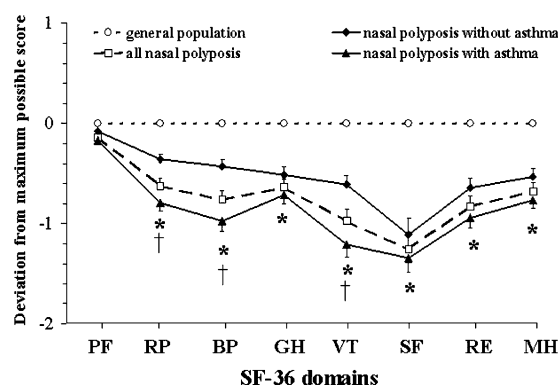 general population
nasal polyposis without asthma
all nasal polyposis
nasal polyposis with asthma
Deviation from maximum possible score
1
0
-1
-2
* * * * * * *
† † †
PF RP BP GH VT SF RE MH
SF-36 domains